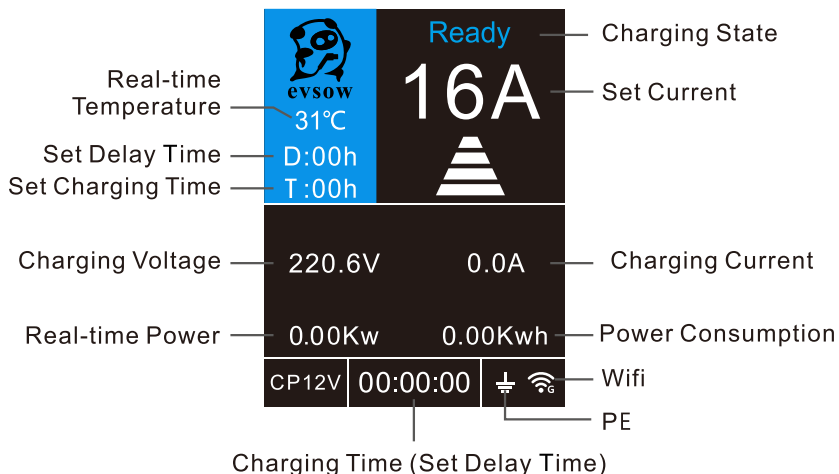 Ready
Charging State
evsow
16A
Set Current
Real-time
Temperature
31℃
Set Delay Time
D:00h
Set Charging Time
T:00h
Charging Voltage
220.6V
0.0A
Charging Current
Real-time Power
0.00Kw
0.00Kwh
Power Consumption
CP12V
00:00:00
G
Wifi
PE
Charging Time (Set Delay Time)